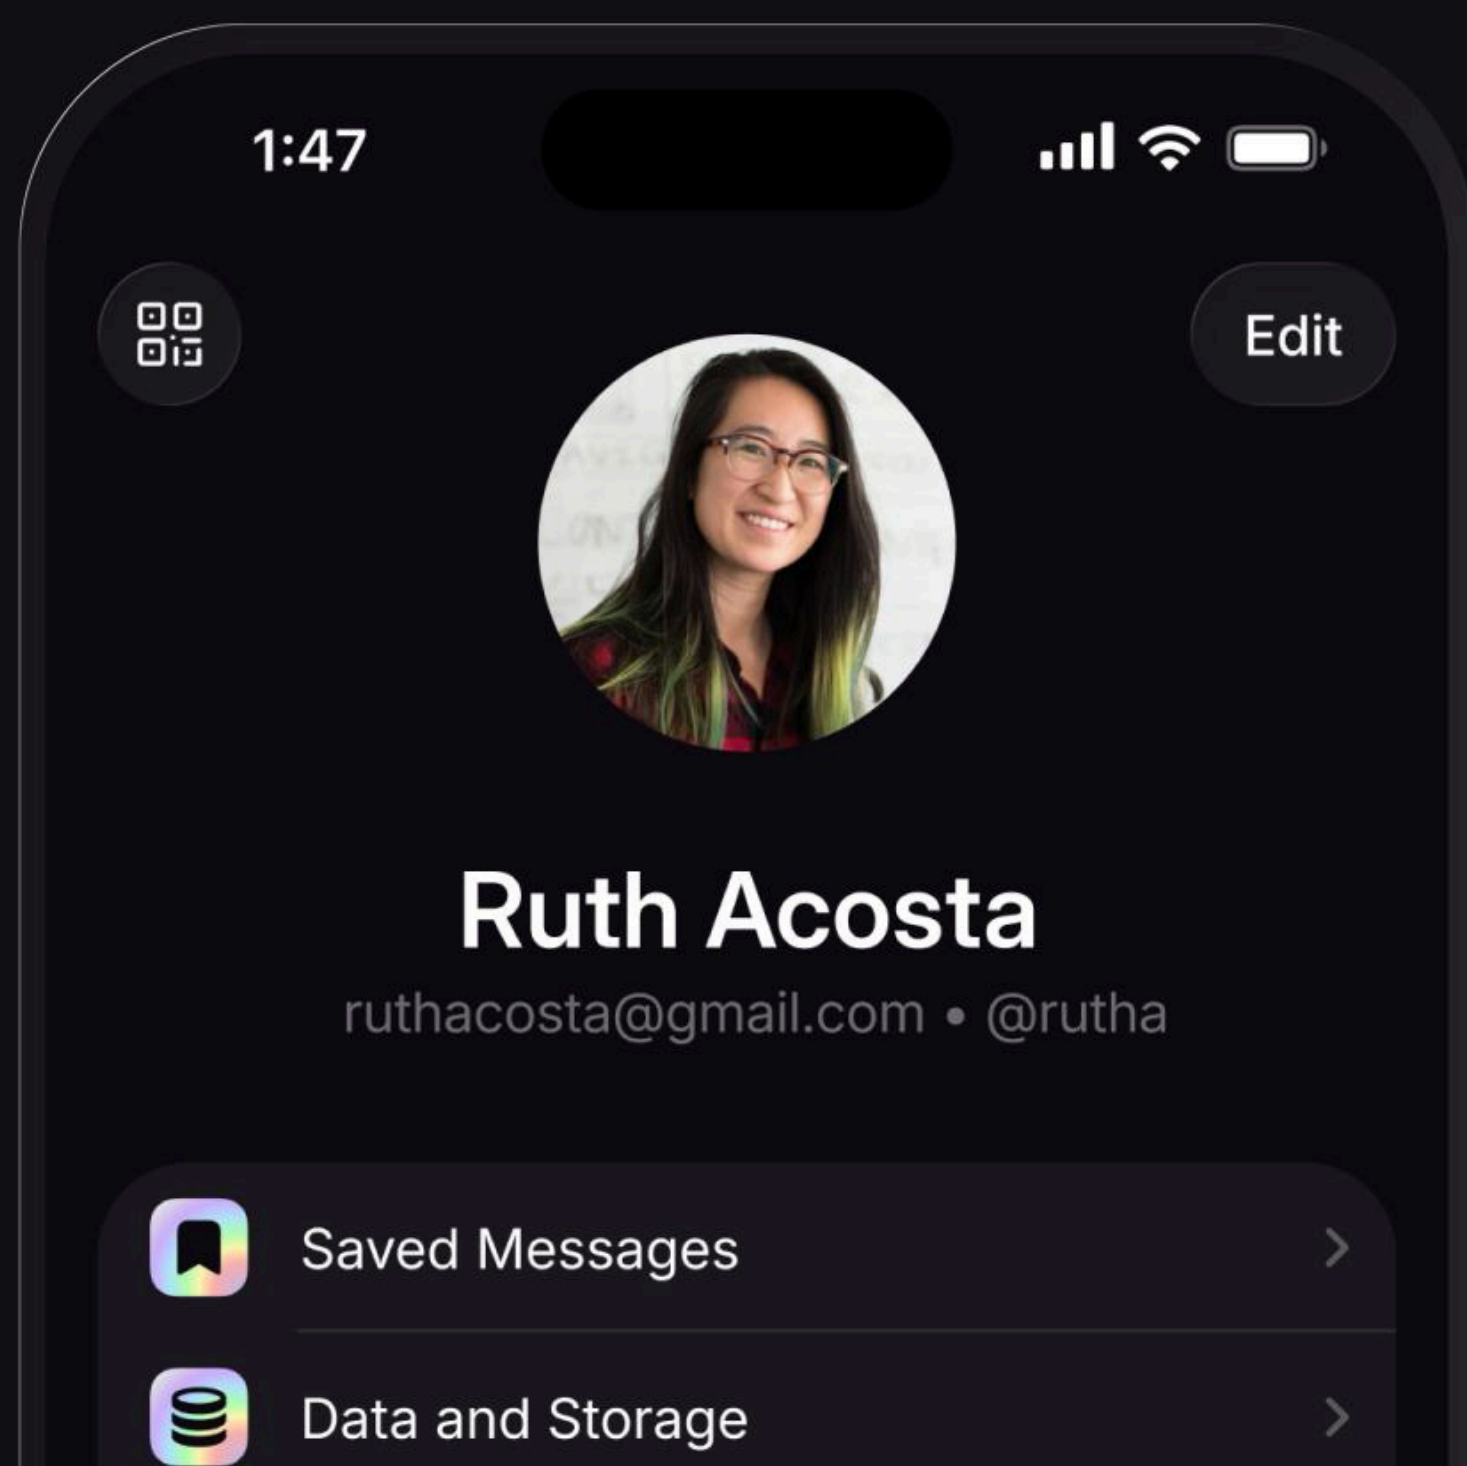 1:47
Edit
Ruth Acosta
ruthacosta@gmail.com • @rutha
Saved Messages
Data and Storage